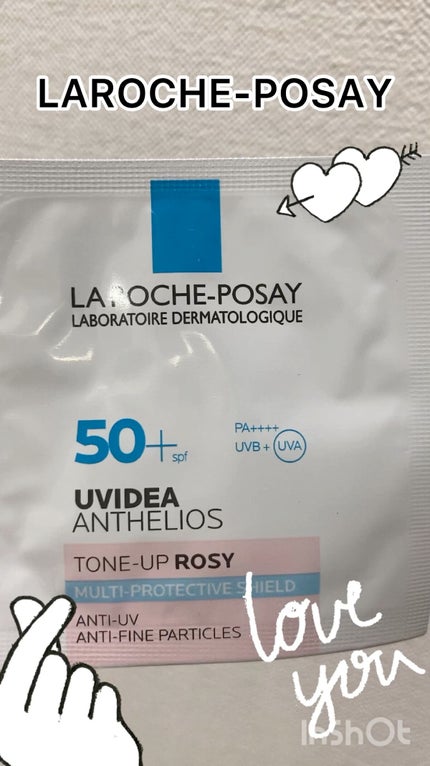 LAROCHE-POSAY
LA ROCHE-POSAY
LABORATOIRE DERMATOLOGIQUE
50+ spf
PA++++
UVB + UVA
UVIDEA
ANTHELIOS
TONE-UP ROSY
MULTI-PROTECTIVE SHIELD
ANTI-UV
ANTI-FINE PARTICLES
love
you
InShOt